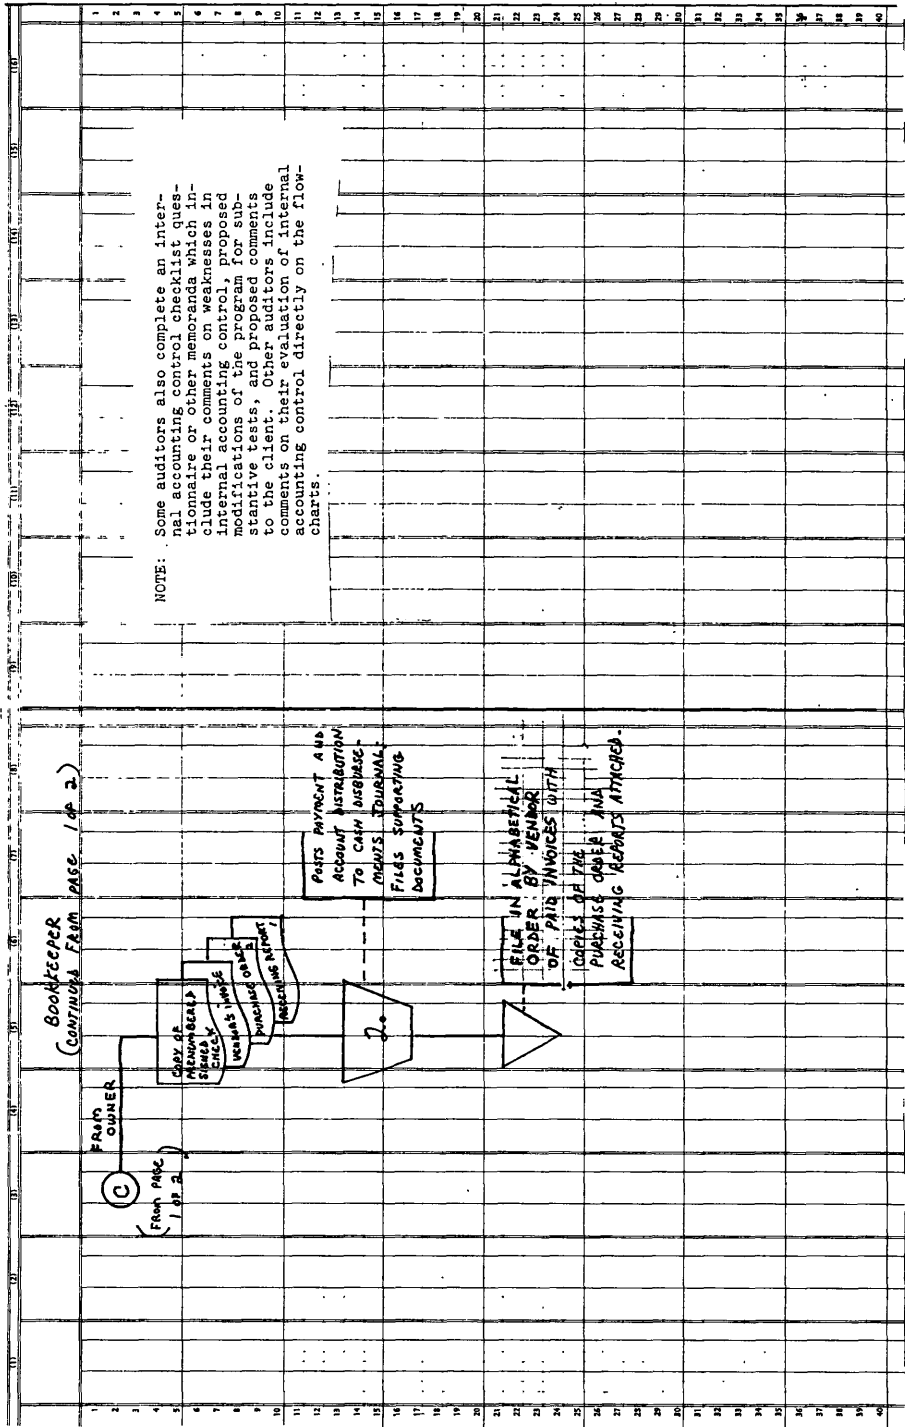 BOOKKEEPER
(CONTINUED FROM PAGE 1 OF 2)
FROM
OWNER
C
(FROM PAGE
1 OF 2)
COPY OF
PRENUMBERED
SIGNED
CHECK
VENDOR'S INVOICE
PURCHASE ORDER 2
RECEIVING REPORT 1
20
POSTS PAYMENT AND
ACCOUNT DISTRIBUTION
TO CASH DISBURSE-
MENTS JOURNAL.
FILES SUPPORTING
DOCUMENTS
FILE IN ALPHABETICAL
ORDER BY VENDOR
OF PAID INVOICES WITH
COPIES OF THE
PURCHASE ORDER AND
RECEIVING REPORTS ATTACHED.
NOTE: Some auditors also complete an inter-
nal accounting control checklist ques-
tionnaire or other memoranda which in-
clude their comments on weaknesses in
internal accounting control, proposed
modifications of the program for sub-
stantive tests, and proposed comments
to the client. Other auditors include
comments on their evaluation of internal
accounting control directly on the flow-
charts.